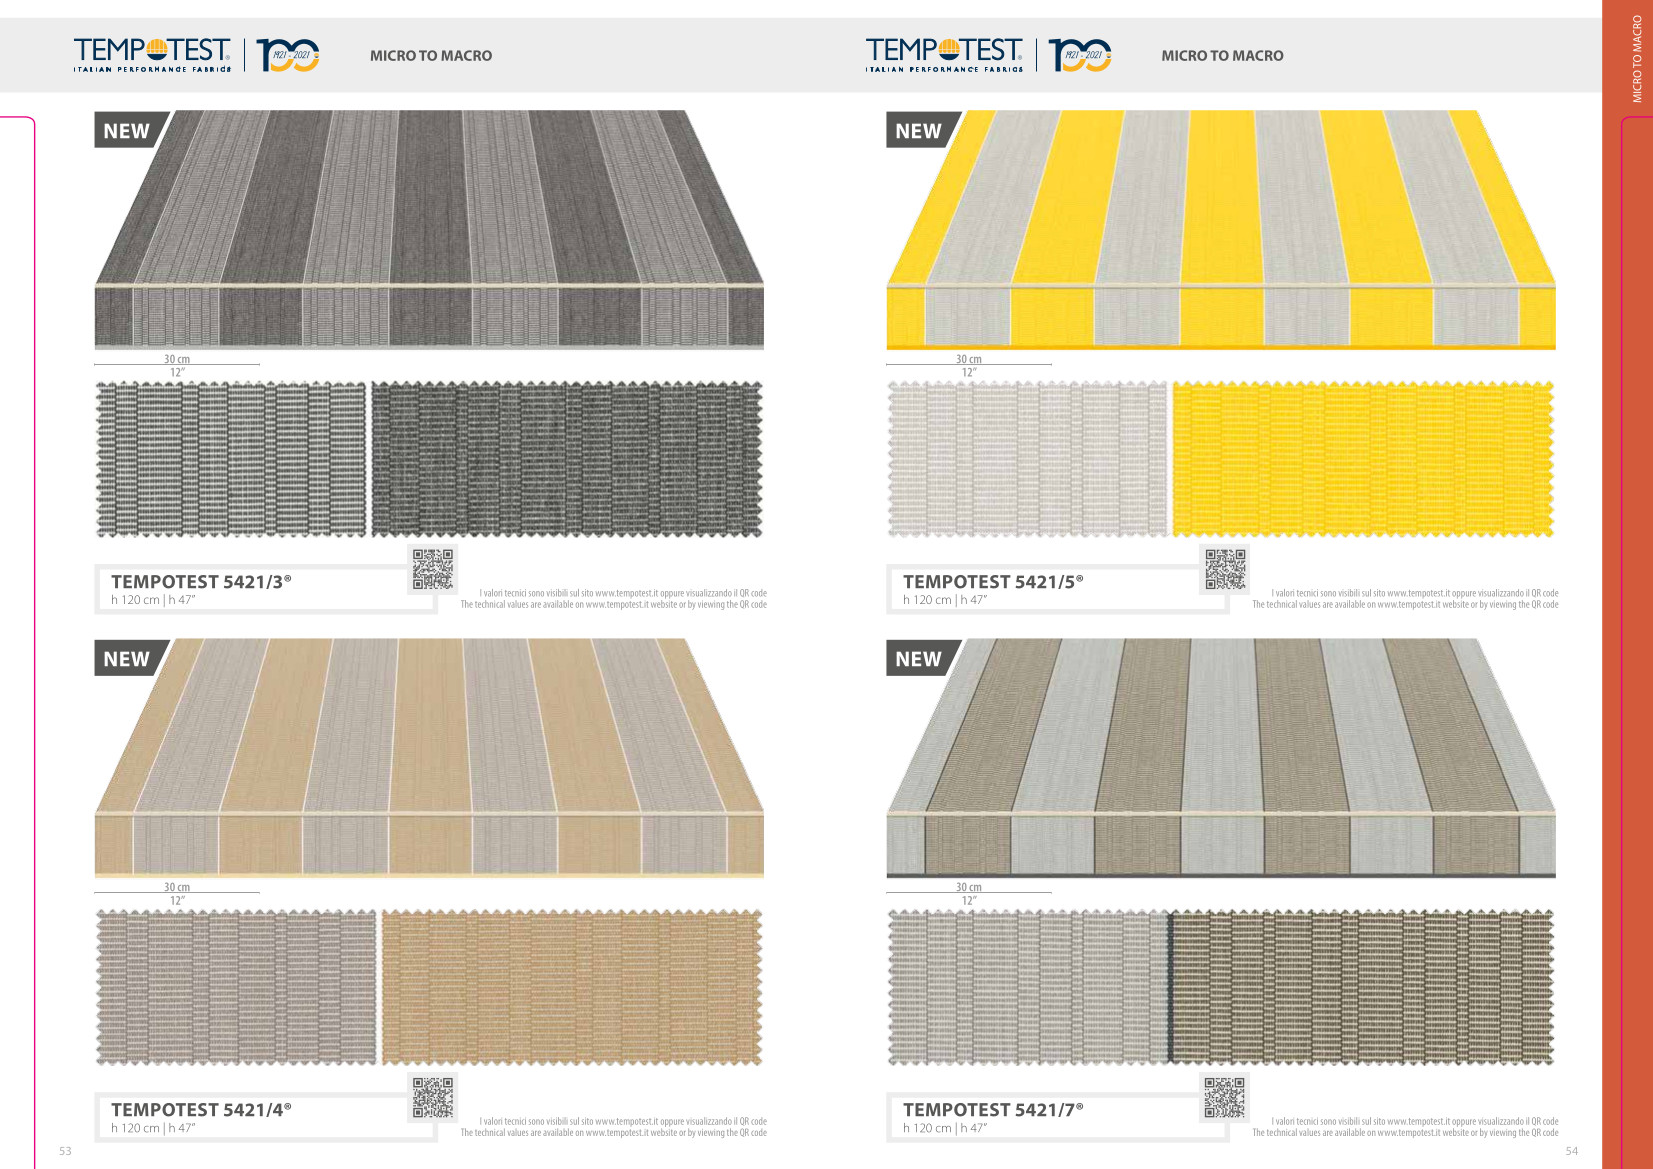 TEMPOTEST®
ITALIAN PERFORMANCE FABRICS
100
1921 - 2021
MICRO TO MACRO
NEW
30 cm
12”
TEMPOTEST 5421/3®
h 120 cm | h 47”
I valori tecnici sono visibili sul sito www.tempotest.it oppure visualizzando il QR code
The technical values are available on www.tempotest.it website or by viewing the QR code
NEW
30 cm
12”
TEMPOTEST 5421/4®
h 120 cm | h 47”
I valori tecnici sono visibili sul sito www.tempotest.it oppure visualizzando il QR code
The technical values are available on www.tempotest.it website or by viewing the QR code
53
TEMPOTEST®
ITALIAN PERFORMANCE FABRICS
100
1921 - 2021
MICRO TO MACRO
NEW
30 cm
12”
TEMPOTEST 5421/5®
h 120 cm | h 47”
I valori tecnici sono visibili sul sito www.tempotest.it oppure visualizzando il QR code
The technical values are available on www.tempotest.it website or by viewing the QR code
NEW
30 cm
12”
TEMPOTEST 5421/7®
h 120 cm | h 47”
I valori tecnici sono visibili sul sito www.tempotest.it oppure visualizzando il QR code
The technical values are available on www.tempotest.it website or by viewing the QR code
54
MICRO TO MACRO